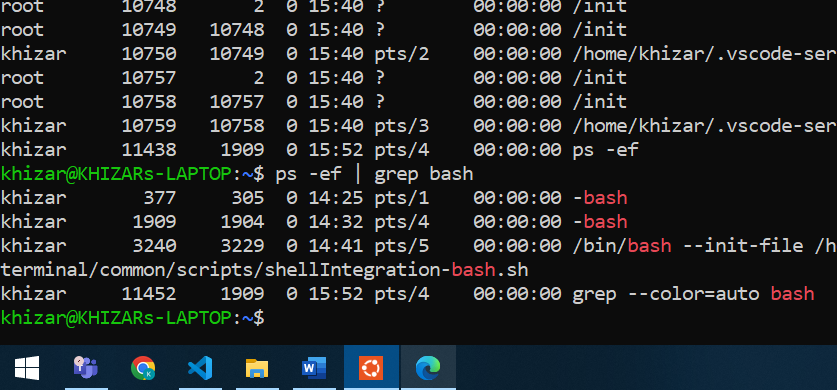 root 10748 2 0 15:40 ? 00:00:00 /init
root 10749 10748 0 15:40 ? 00:00:00 /init
khizar 10750 10749 0 15:40 pts/2 00:00:00 /home/khizar/.vscode-ser
root 10757 2 0 15:40 ? 00:00:00 /init
root 10758 10757 0 15:40 ? 00:00:00 /init
khizar 10759 10758 0 15:40 pts/3 00:00:00 /home/khizar/.vscode-ser
khizar 11438 1909 0 15:52 pts/4 00:00:00 ps -ef
khizar@KHIZARs-LAPTOP:~$ ps -ef | grep bash
khizar 377 305 0 14:25 pts/1 00:00:00 -bash
khizar 1909 1904 0 14:32 pts/4 00:00:00 -bash
khizar 3240 3229 0 14:41 pts/5 00:00:00 /bin/bash --init-file /h
terminal/common/scripts/shellIntegration-bash.sh
khizar 11452 1909 0 15:52 pts/4 00:00:00 grep --color=auto bash
khizar@KHIZARs-LAPTOP:~$